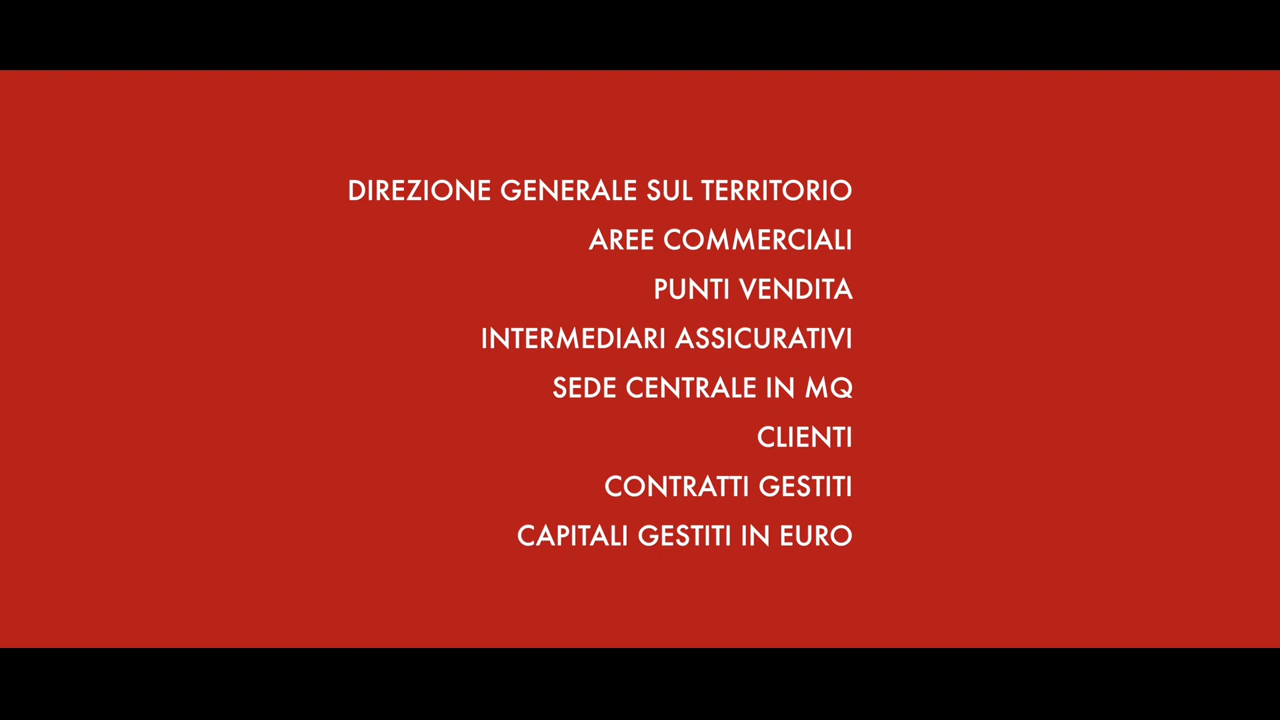 DIREZIONE GENERALE SUL TERRITORIO
AREE COMMERCIALI
PUNTI VENDITA
INTERMEDIARI ASSICURATIVI
SEDE CENTRALE IN MQ
CLIENTI
CONTRATTI GESTITI
CAPITALI GESTITI IN EURO